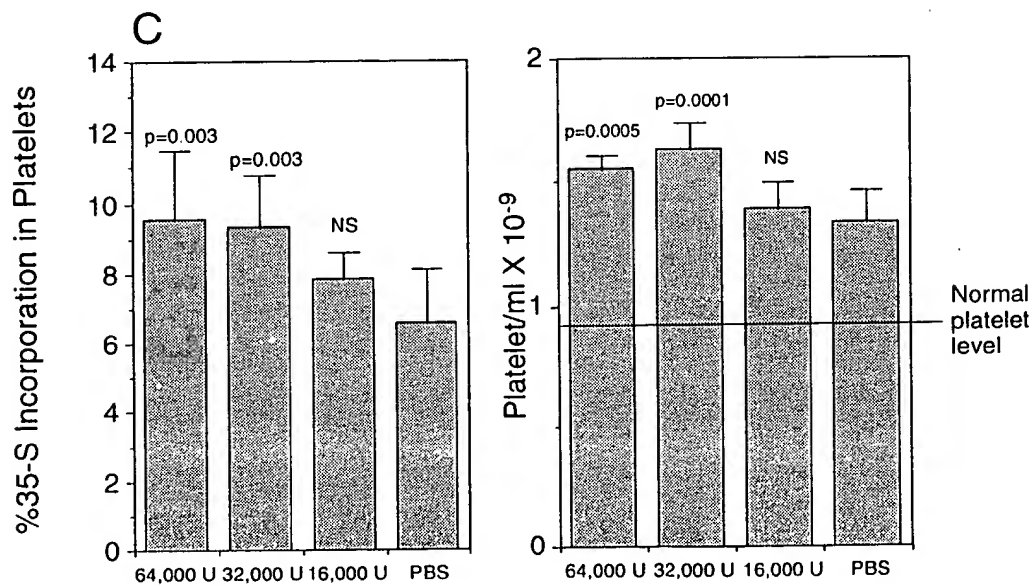 C
%35-S Incorporation in Platelets
14
12
10
8
6
4
2
0
p=0.003
p=0.003
NS
64,000 U 32,000 U 16,000 U PBS
Platelet/ml X 10-9
2
1
0
p=0.0005
p=0.0001
NS
64,000 U 32,000 U 16,000 U PBS
Normal
platelet
level